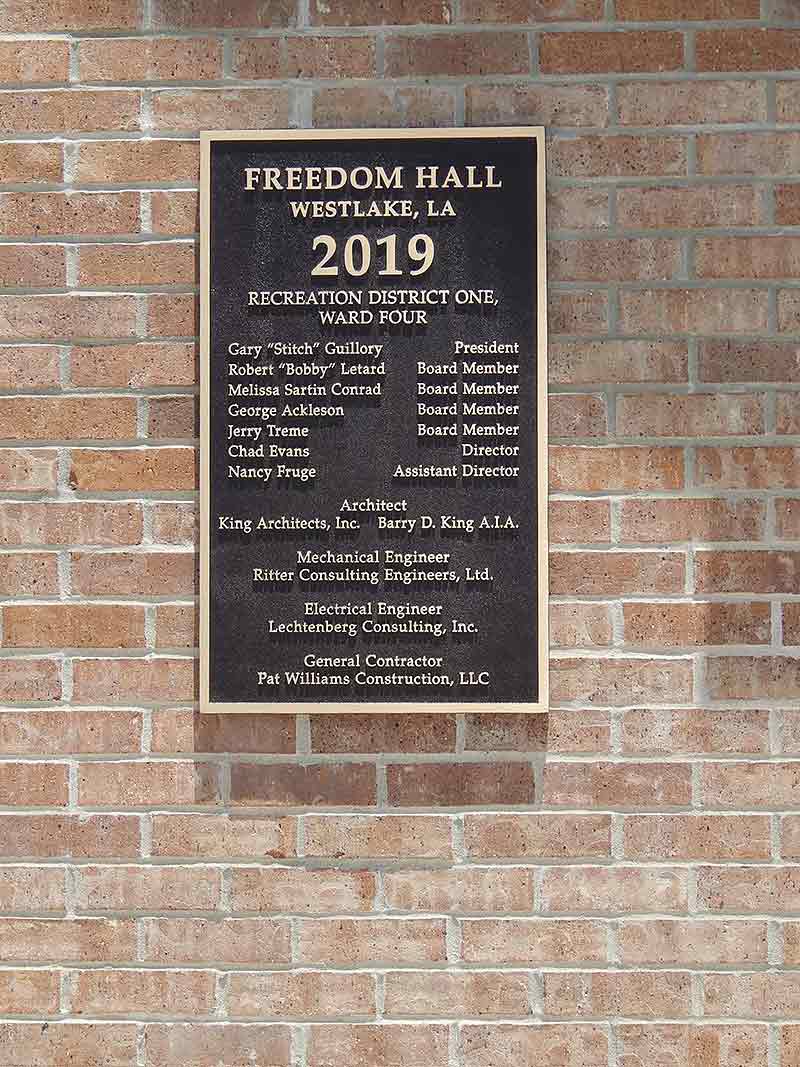 FREEDOM HALL
WESTLAKE, LA
2019
RECREATION DISTRICT ONE,
WARD FOUR
Gary "Stitch" Guillory President
Robert "Bobby" Letard Board Member
Melissa Sartin Conrad Board Member
George Ackleson Board Member
Jerry Treme Board Member
Chad Evans Director
Nancy Fruge Assistant Director
Architect
King Architects, Inc. Barry D. King A.I.A.
Mechanical Engineer
Ritter Consulting Engineers, Ltd.
Electrical Engineer
Lechtenberg Consulting, Inc.
General Contractor
Pat Williams Construction, LLC